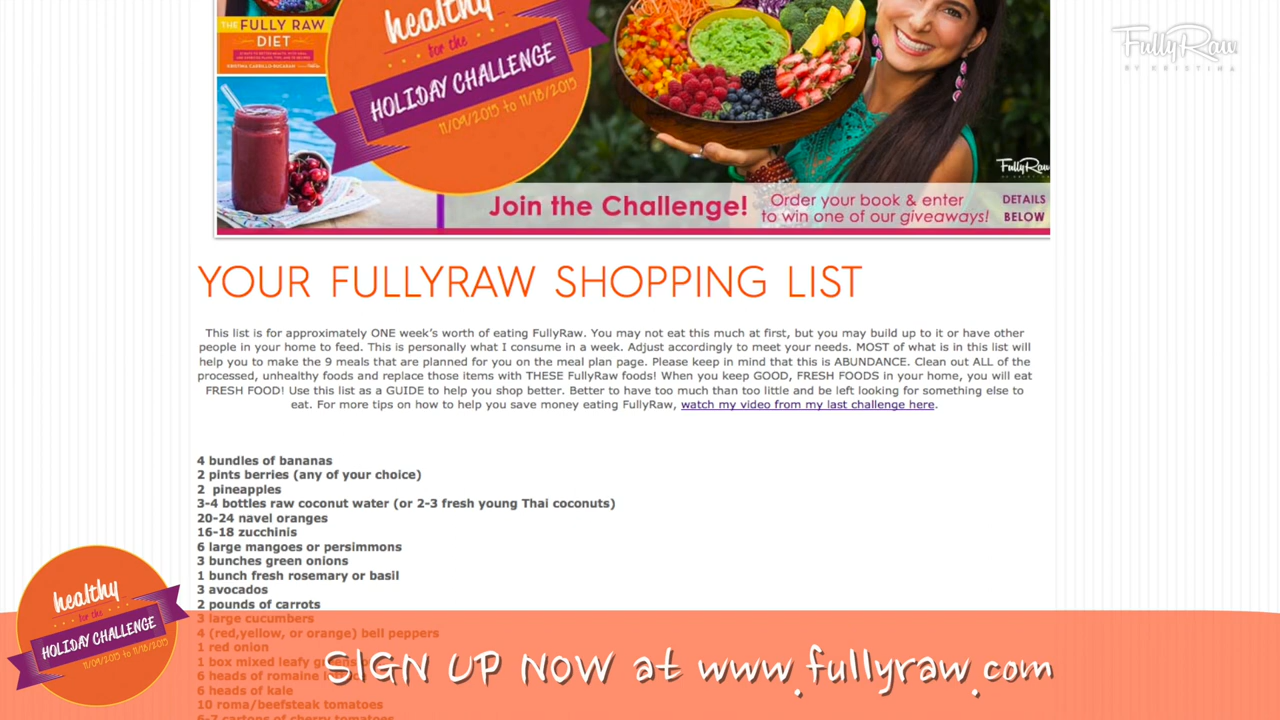 THE FULLY RAW
DIET
healthy
for the
HOLIDAY CHALLENGE
11/09/2015 to 11/18/2015
FullyRaw
BY KRISTINA
FullyRaw
Join the Challenge!
Order your book & enter
to win one of our giveaways!
DETAILS
BELOW
YOUR FULLYRAW SHOPPING LIST
This list is for approximately ONE week's worth of eating FullyRaw. You may not eat this much at first, but you may build up to it or have other
people in your home to feed. This is personally what I consume in a week. Adjust accordingly to meet your needs. MOST of what is in this list will
help you to make the 9 meals that are planned for you on the meal plan page. Please keep in mind that this is ABUNDANCE. Clean out ALL of the
processed, unhealthy foods and replace those items with THESE FullyRaw foods! When you keep GOOD, FRESH FOODS in your home, you will eat
FRESH FOOD! Use this list as a GUIDE to help you shop better. Better to have too much than too little and be left looking for something else to
eat. For more tips on how to help you save money eating FullyRaw, watch my video from my last challenge here.
4 bundles of bananas
2 pints berries (any of your choice)
2 pineapples
3-4 bottles raw coconut water (or 2-3 fresh young Thai coconuts)
20-24 navel oranges
16-18 zucchinis
6 large mangoes or persimmons
3 bunches green onions
1 bunch fresh rosemary or basil
3 avocados
2 pounds of carrots
3 large cucumbers
4 (red,yellow, or orange) bell peppers
1 red onion
1 box mixed leafy
6 heads of romaine
6 heads of kale
10 roma/beefsteak tomatoes
6-7 cartons of cherry tomatoes
healthy
for the
HOLIDAY CHALLENGE
11/09/2015 to 11/18/2015
SIGN UP NOW at www.fullyraw.com